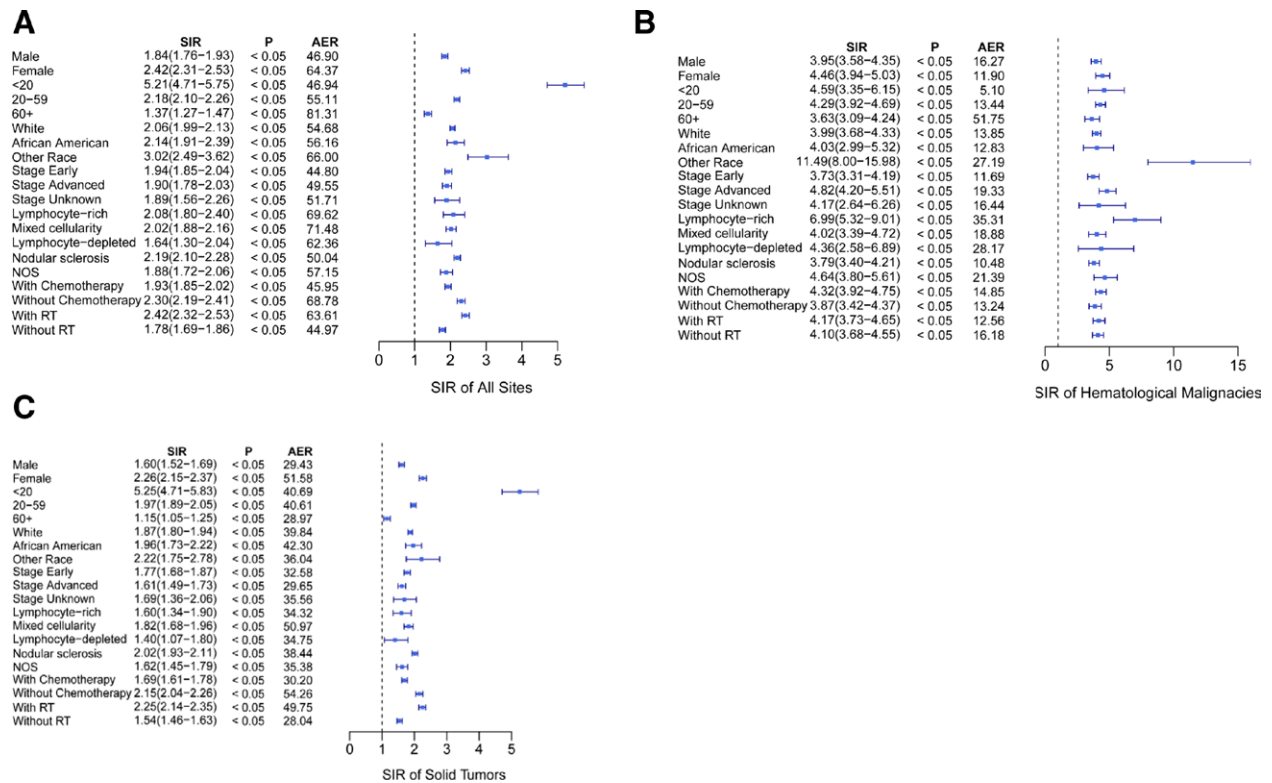 A
SIR P AER
Male 1.84(1.76−1.93) < 0.05 46.90
Female 2.42(2.31−2.53) < 0.05 64.37
<20 5.21(4.71−5.75) < 0.05 46.94
20−59 2.18(2.10−2.26) < 0.05 55.11
60+ 1.37(1.27−1.47) < 0.05 81.31
White 2.06(1.99−2.13) < 0.05 54.68
African American 2.14(1.91−2.39) < 0.05 56.16
Other Race 3.02(2.49−3.62) < 0.05 66.00
Stage Early 1.94(1.85−2.04) < 0.05 44.80
Stage Advanced 1.90(1.78−2.03) < 0.05 49.55
Stage Unknown 1.89(1.56−2.26) < 0.05 51.71
Lymphocyte-rich 2.08(1.80−2.40) < 0.05 69.62
Mixed cellularity 2.02(1.88−2.16) < 0.05 71.48
Lymphocyte-depleted 1.64(1.30−2.04) < 0.05 62.36
Nodular sclerosis 2.19(2.10−2.28) < 0.05 50.04
NOS 1.88(1.72−2.06) < 0.05 57.15
With Chemotherapy 1.93(1.85−2.02) < 0.05 45.95
Without Chemotherapy 2.30(2.19−2.41) < 0.05 68.78
With RT 2.42(2.32−2.53) < 0.05 63.61
Without RT 1.78(1.69−1.86) < 0.05 44.97
0 1 2 3 4 5
SIR of All Sites
B
SIR P AER
Male 3.95(3.58−4.35) < 0.05 16.27
Female 4.46(3.94−5.03) < 0.05 11.90
<20 4.59(3.35−6.15) < 0.05 5.10
20−59 4.29(3.92−4.69) < 0.05 13.44
60+ 3.63(3.09−4.24) < 0.05 51.75
White 3.99(3.68−4.33) < 0.05 13.85
African American 4.03(2.99−5.32) < 0.05 12.83
Other Race 11.49(8.00−15.98) < 0.05 27.19
Stage Early 3.73(3.31−4.19) < 0.05 11.69
Stage Advanced 4.82(4.20−5.51) < 0.05 19.33
Stage Unknown 4.17(2.64−6.26) < 0.05 16.44
Lymphocyte-rich 6.99(5.32−9.01) < 0.05 35.31
Mixed cellularity 4.02(3.39−4.72) < 0.05 18.88
Lymphocyte-depleted 4.36(2.58−6.89) < 0.05 28.17
Nodular sclerosis 3.79(3.40−4.21) < 0.05 10.48
NOS 4.64(3.80−5.61) < 0.05 21.39
With Chemotherapy 4.32(3.92−4.75) < 0.05 14.85
Without Chemotherapy 3.87(3.42−4.37) < 0.05 13.24
With RT 4.17(3.73−4.65) < 0.05 12.56
Without RT 4.10(3.68−4.55) < 0.05 16.18
0 5 10 15
SIR of Hematological Malignancies
C
SIR P AER
Male 1.60(1.52−1.69) < 0.05 29.43
Female 2.26(2.15−2.37) < 0.05 51.58
<20 5.25(4.71−5.83) < 0.05 40.69
20−59 1.97(1.89−2.05) < 0.05 40.61
60+ 1.15(1.05−1.25) < 0.05 28.97
White 1.87(1.80−1.94) < 0.05 39.84
African American 1.96(1.73−2.22) < 0.05 42.30
Other Race 2.22(1.75−2.78) < 0.05 36.04
Stage Early 1.77(1.68−1.87) < 0.05 32.58
Stage Advanced 1.61(1.49−1.73) < 0.05 29.65
Stage Unknown 1.69(1.36−2.06) < 0.05 35.56
Lymphocyte-rich 1.60(1.34−1.90) < 0.05 34.32
Mixed cellularity 1.82(1.68−1.96) < 0.05 50.97
Lymphocyte-depleted 1.40(1.07−1.80) < 0.05 34.75
Nodular sclerosis 2.02(1.93−2.11) < 0.05 38.44
NOS 1.62(1.45−1.79) < 0.05 35.38
With Chemotherapy 1.69(1.61−1.78) < 0.05 30.20
Without Chemotherapy 2.15(2.04−2.26) < 0.05 54.26
With RT 2.25(2.14−2.35) < 0.05 49.75
Without RT 1.54(1.46−1.63) < 0.05 28.04
0 1 2 3 4 5
SIR of Solid Tumors